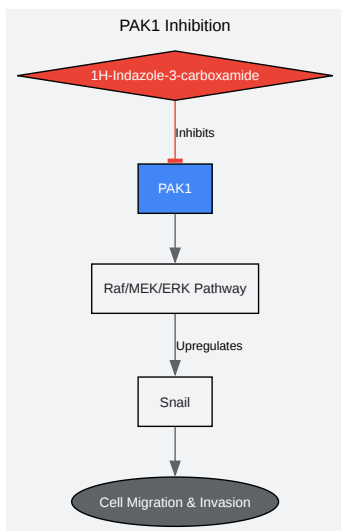 PAK1 Inhibition
1H-Indazole-3-carboxamide
Inhibits
PAK1
Raf/MEK/ERK Pathway
Upregulates
Snail
Cell Migration & Invasion